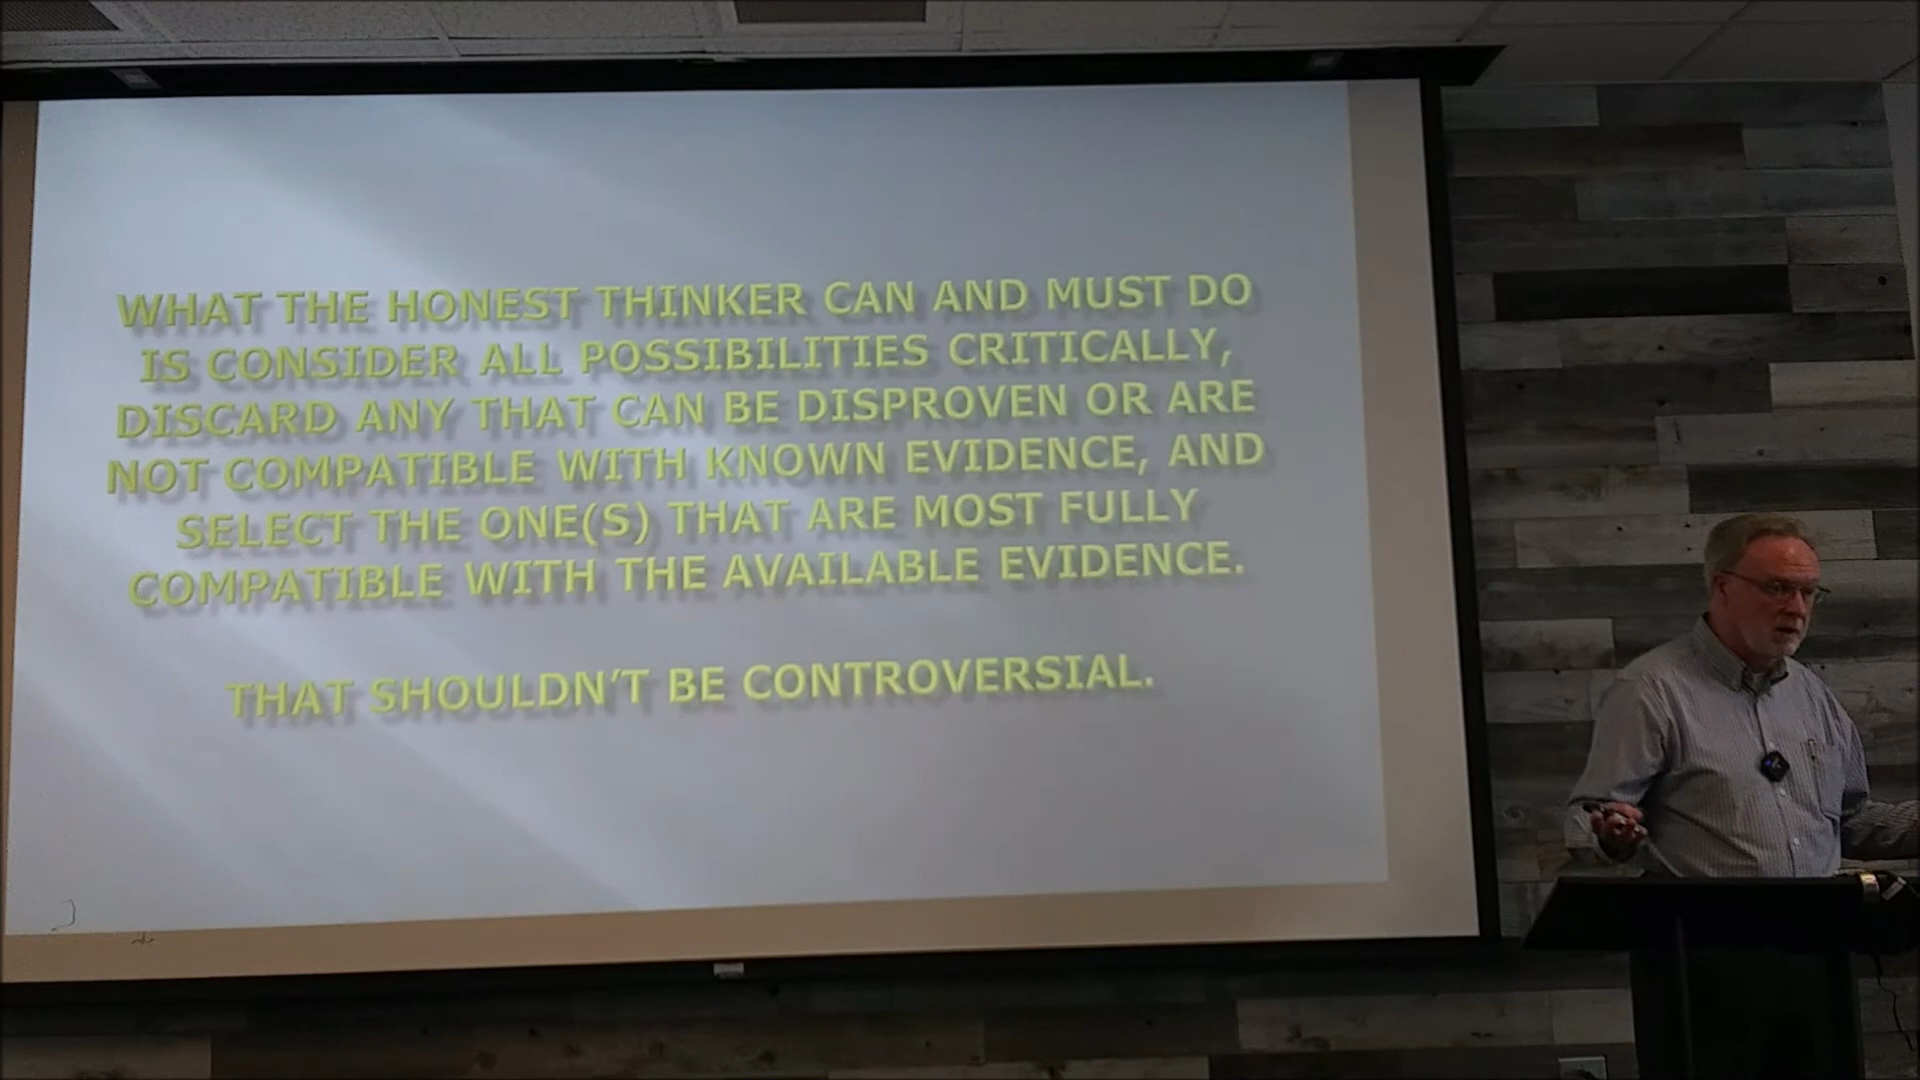 WHAT THE HONEST THINKER CAN AND MUST DO
IS CONSIDER ALL POSSIBILITIES CRITICALLY,
DISCARD ANY THAT CAN BE DISPROVEN OR ARE
NOT COMPATIBLE WITH KNOWN EVIDENCE, AND
SELECT THE ONE(S) THAT ARE MOST FULLY
COMPATIBLE WITH THE AVAILABLE EVIDENCE.
THAT SHOULDN'T BE CONTROVERSIAL.